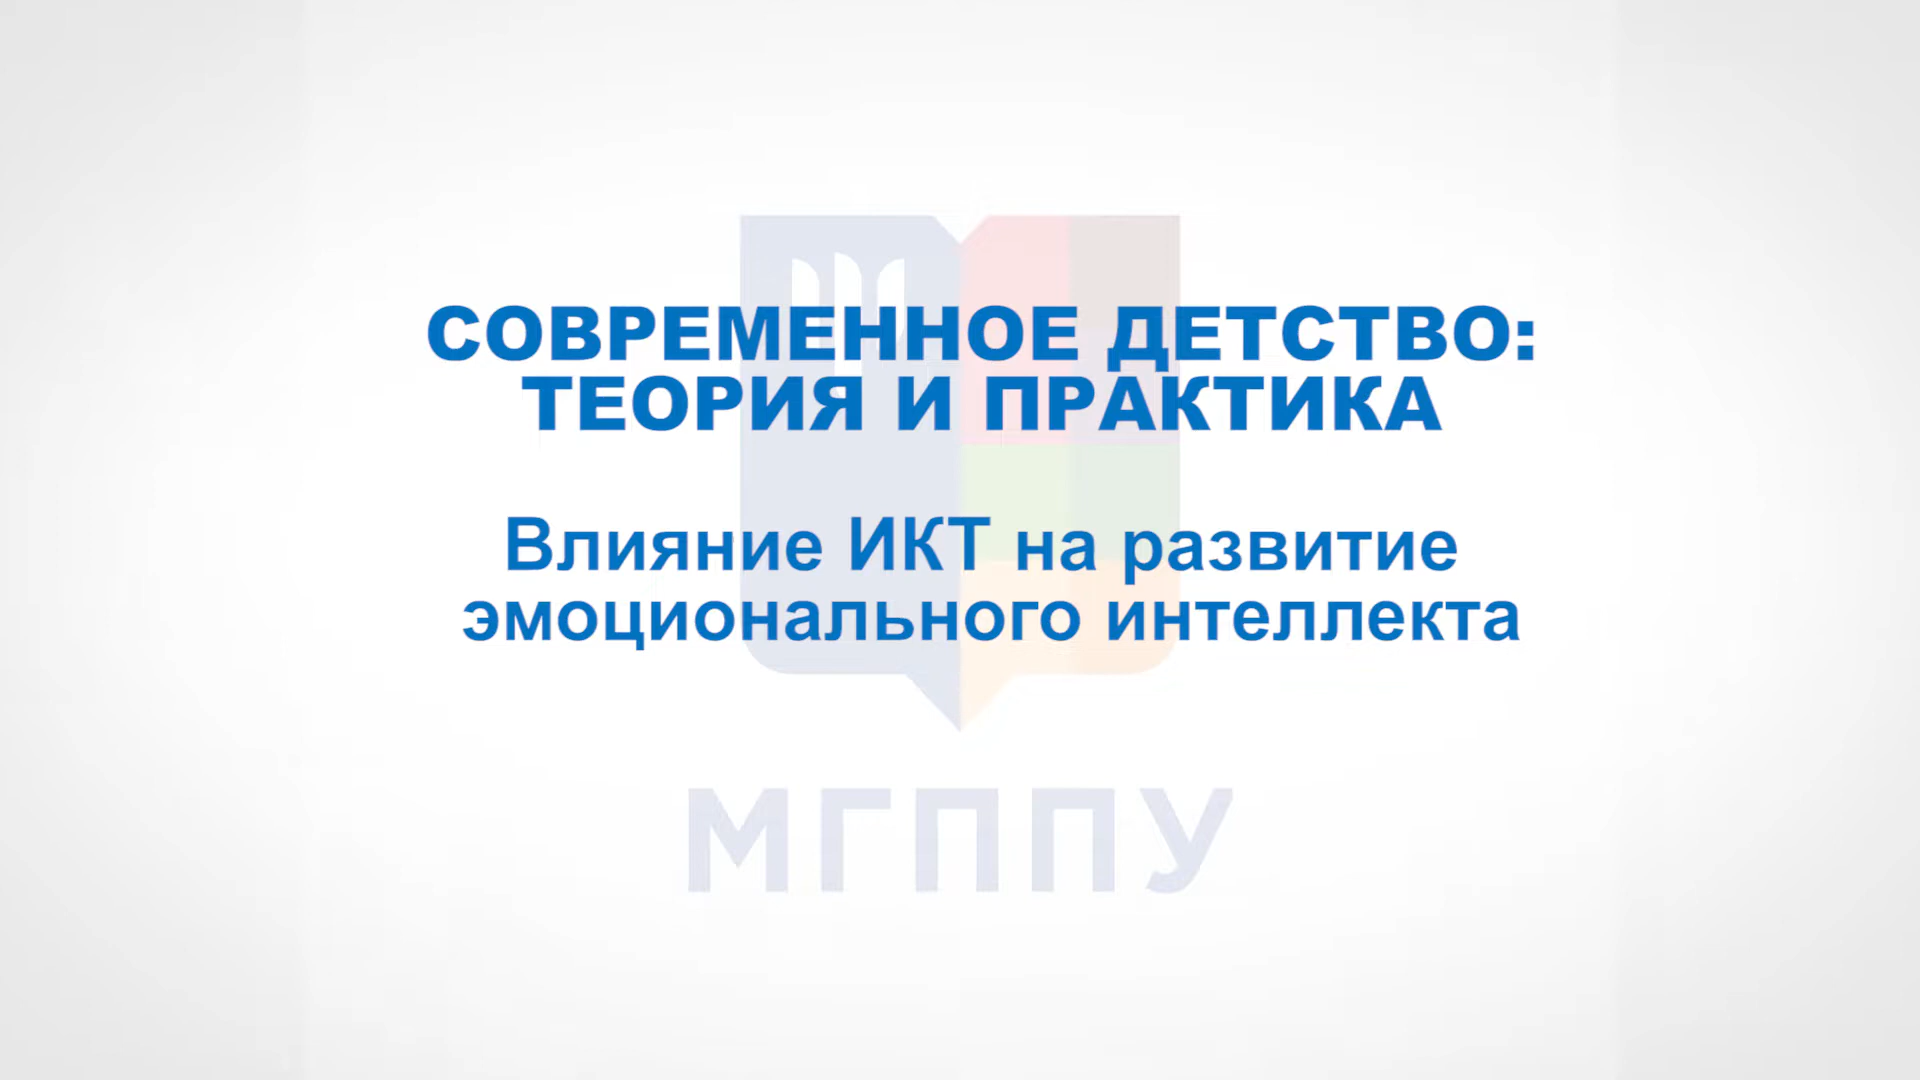 СОВРЕМЕННОЕ ДЕТСТВО:
ТЕОРИЯ И ПРАКТИКА
Влияние ИКТ на развитие
эмоционального интеллекта
МГППУ